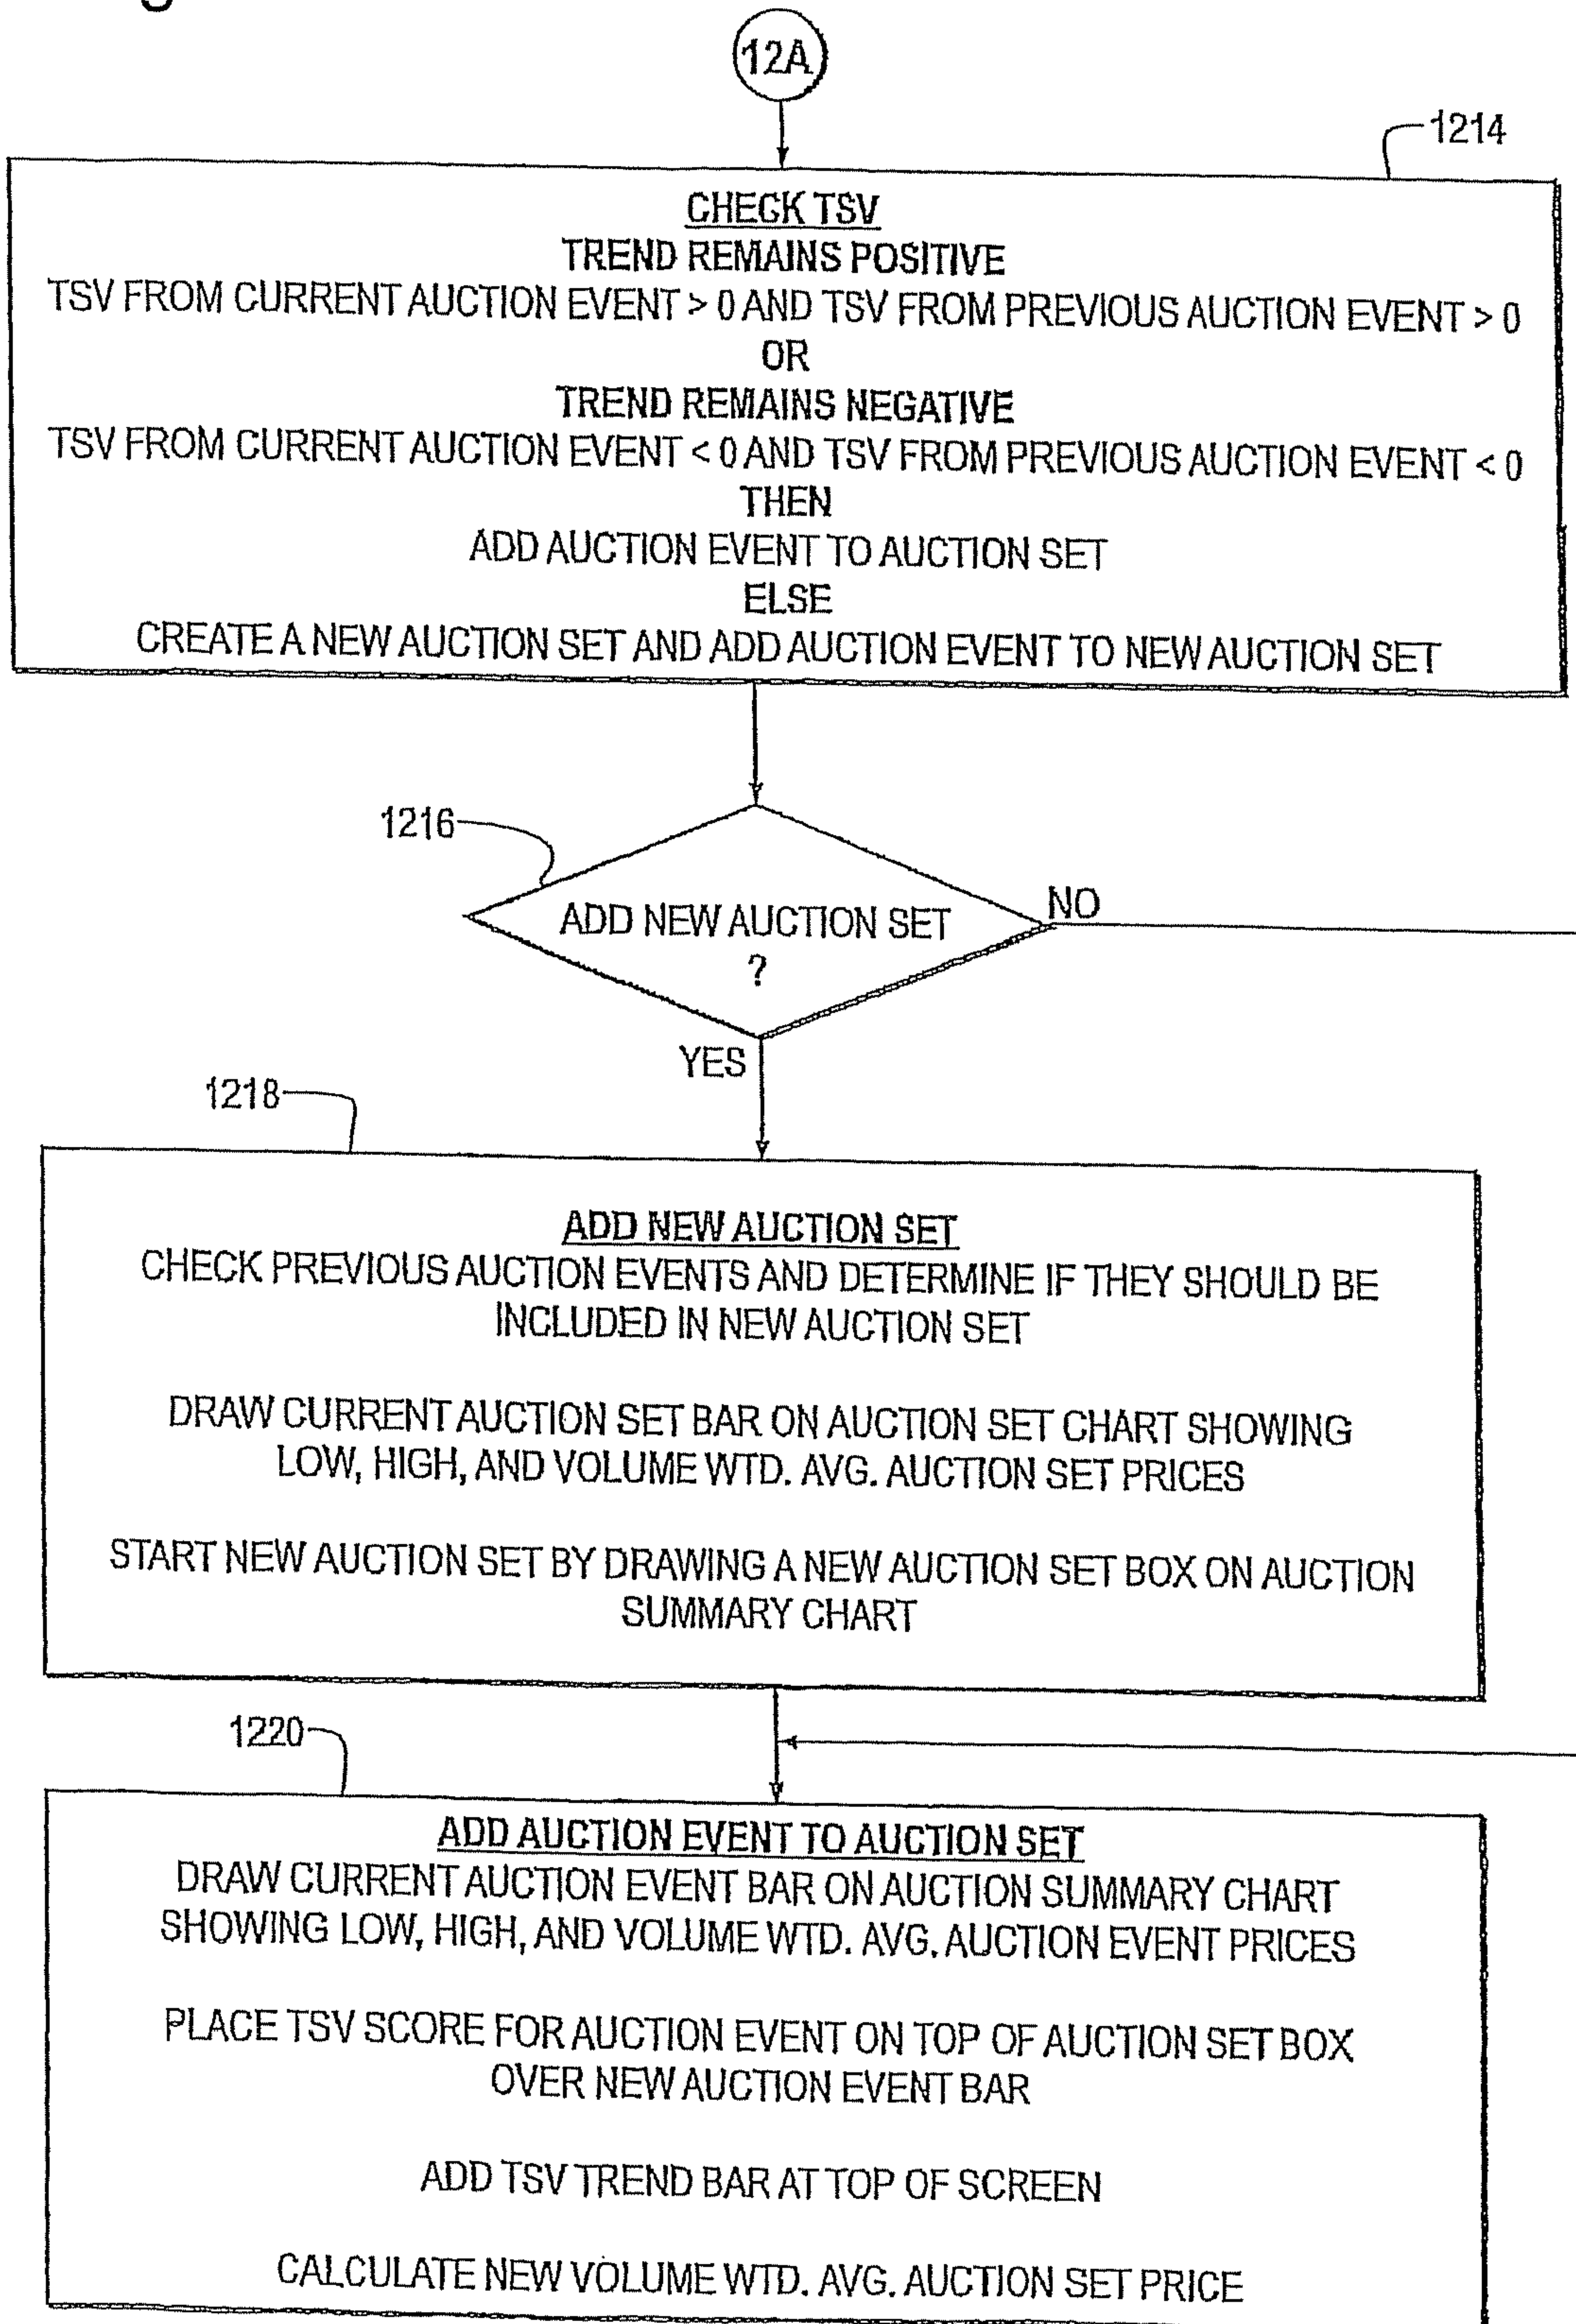 12A
1214
CHECK TSV
TREND REMAINS POSITIVE
TSV FROM CURRENT AUCTION EVENT > 0 AND TSV FROM PREVIOUS AUCTION EVENT > 0
OR
TREND REMAINS NEGATIVE
TSV FROM CURRENT AUCTION EVENT < 0 AND TSV FROM PREVIOUS AUCTION EVENT < 0
THEN
ADD AUCTION EVENT TO AUCTION SET
ELSE
CREATE A NEW AUCTION SET AND ADD AUCTION EVENT TO NEW AUCTION SET
1216
ADD NEW AUCTION SET
?
NO
YES
1218
ADD NEW AUCTION SET
CHECK PREVIOUS AUCTION EVENTS AND DETERMINE IF THEY SHOULD BE
INCLUDED IN NEW AUCTION SET
DRAW CURRENT AUCTION SET BAR ON AUCTION SET CHART SHOWING
LOW, HIGH, AND VOLUME WTD. AVG. AUCTION SET PRICES
START NEW AUCTION SET BY DRAWING A NEW AUCTION SET BOX ON AUCTION
SUMMARY CHART
1220
ADD AUCTION EVENT TO AUCTION SET
DRAW CURRENT AUCTION EVENT BAR ON AUCTION SUMMARY CHART
SHOWING LOW, HIGH, AND VOLUME WTD. AVG. AUCTION EVENT PRICES
PLACE TSV SCORE FOR AUCTION EVENT ON TOP OF AUCTION SET BOX
OVER NEW AUCTION EVENT BAR
ADD TSV TREND BAR AT TOP OF SCREEN
CALCULATE NEW VOLUME WTD. AVG. AUCTION SET PRICE